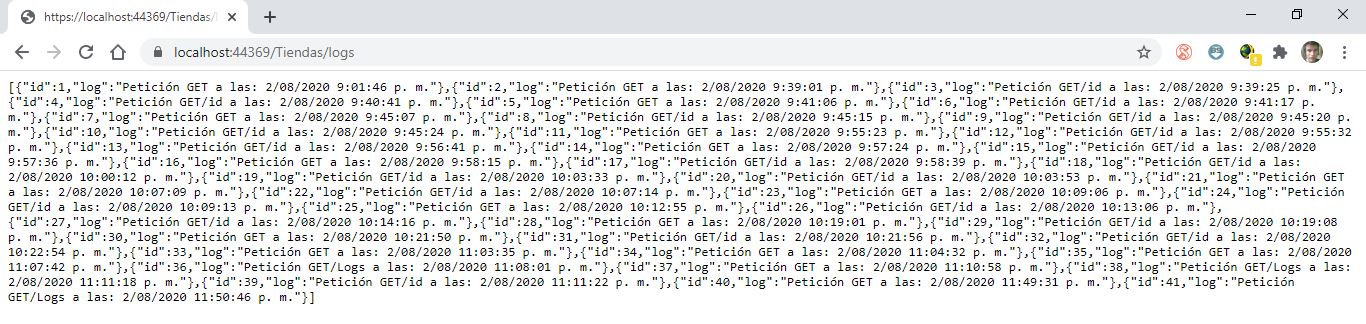 https://localhost:44369/Tiendas/l
localhost:44369/Tiendas/logs
[{"id":1,"log":"Petición GET a las: 2/08/2020 9:01:46 p. m."},{"id":2,"log":"Petición GET a las: 2/08/2020 9:39:01 p. m."},{"id":3,"log":"Petición GET/id a las: 2/08/2020 9:39:25 p. m."},
{"id":4,"log":"Petición GET/id a las: 2/08/2020 9:40:41 p. m."},{"id":5,"log":"Petición GET a las: 2/08/2020 9:41:06 p. m."},{"id":6,"log":"Petición GET/id a las: 2/08/2020 9:41:17 p.
m."},{"id":7,"log":"Petición GET a las: 2/08/2020 9:45:07 p. m."},{"id":8,"log":"Petición GET/id a las: 2/08/2020 9:45:15 p. m."},{"id":9,"log":"Petición GET/id a las: 2/08/2020 9:45:20 p.
m."},{"id":10,"log":"Petición GET/id a las: 2/08/2020 9:45:24 p. m."},{"id":11,"log":"Petición GET a las: 2/08/2020 9:55:23 p. m."},{"id":12,"log":"Petición GET/id a las: 2/08/2020 9:55:32
p. m."},{"id":13,"log":"Petición GET/id a las: 2/08/2020 9:56:41 p. m."},{"id":14,"log":"Petición GET a las: 2/08/2020 9:57:24 p. m."},{"id":15,"log":"Petición GET/id a las: 2/08/2020
9:57:36 p. m."},{"id":16,"log":"Petición GET a las: 2/08/2020 9:58:15 p. m."},{"id":17,"log":"Petición GET/id a las: 2/08/2020 9:58:39 p. m."},{"id":18,"log":"Petición GET/id a las:
2/08/2020 10:00:12 p. m."},{"id":19,"log":"Petición GET/id a las: 2/08/2020 10:03:33 p. m."},{"id":20,"log":"Petición GET/id a las: 2/08/2020 10:03:53 p. m."},{"id":21,"log":"Petición GET
a las: 2/08/2020 10:07:09 p. m."},{"id":22,"log":"Petición GET/id a las: 2/08/2020 10:07:14 p. m."},{"id":23,"log":"Petición GET a las: 2/08/2020 10:09:06 p. m."},{"id":24,"log":"Petición
GET/id a las: 2/08/2020 10:09:13 p. m."},{"id":25,"log":"Petición GET a las: 2/08/2020 10:12:55 p. m."},{"id":26,"log":"Petición GET/id a las: 2/08/2020 10:13:06 p. m."},
{"id":27,"log":"Petición GET/id a las: 2/08/2020 10:14:16 p. m."},{"id":28,"log":"Petición GET a las: 2/08/2020 10:19:01 p. m."},{"id":29,"log":"Petición GET/id a las: 2/08/2020 10:19:08
p. m."},{"id":30,"log":"Petición GET a las: 2/08/2020 10:21:50 p. m."},{"id":31,"log":"Petición GET/id a las: 2/08/2020 10:21:56 p. m."},{"id":32,"log":"Petición GET/id a las: 2/08/2020
10:22:54 p. m."},{"id":33,"log":"Petición GET a las: 2/08/2020 11:03:35 p. m."},{"id":34,"log":"Petición GET/id a las: 2/08/2020 11:04:32 p. m."},{"id":35,"log":"Petición GET a las: 2/08/2020
11:07:42 p. m."},{"id":36,"log":"Petición GET/Logs a las: 2/08/2020 11:08:01 p. m."},{"id":37,"log":"Petición GET a las: 2/08/2020 11:10:58 p. m."},{"id":38,"log":"Petición GET/Logs a las:
2/08/2020 11:11:18 p. m."},{"id":39,"log":"Petición GET/id a las: 2/08/2020 11:11:22 p. m."},{"id":40,"log":"Petición GET a las: 2/08/2020 11:49:31 p. m."},{"id":41,"log":"Petición
GET/Logs a las: 2/08/2020 11:50:46 p. m."}]